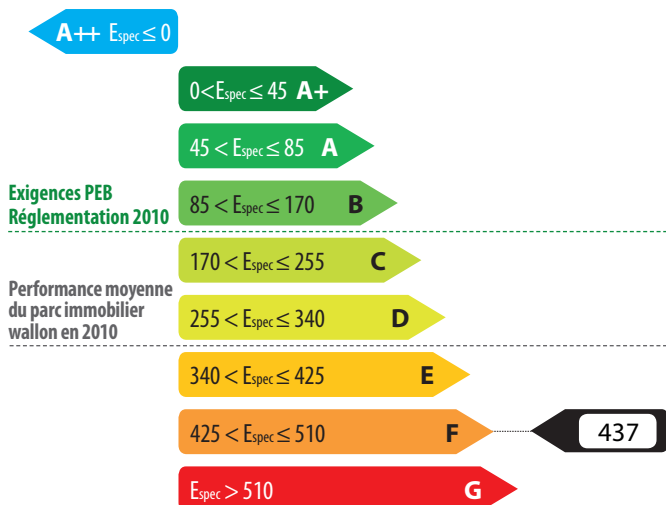 A++ Espec ≤ 0
0 < Espec ≤ 45 A+
45 < Espec ≤ 85 A
Exigences PEB
Réglementation 2010
85 < Espec ≤ 170 B
170 < Espec ≤ 255 C
Performance moyenne
du parc immobilier
wallon en 2010
255 < Espec ≤ 340 D
340 < Espec ≤ 425 E
425 < Espec ≤ 510 F 437
Espec > 510 G